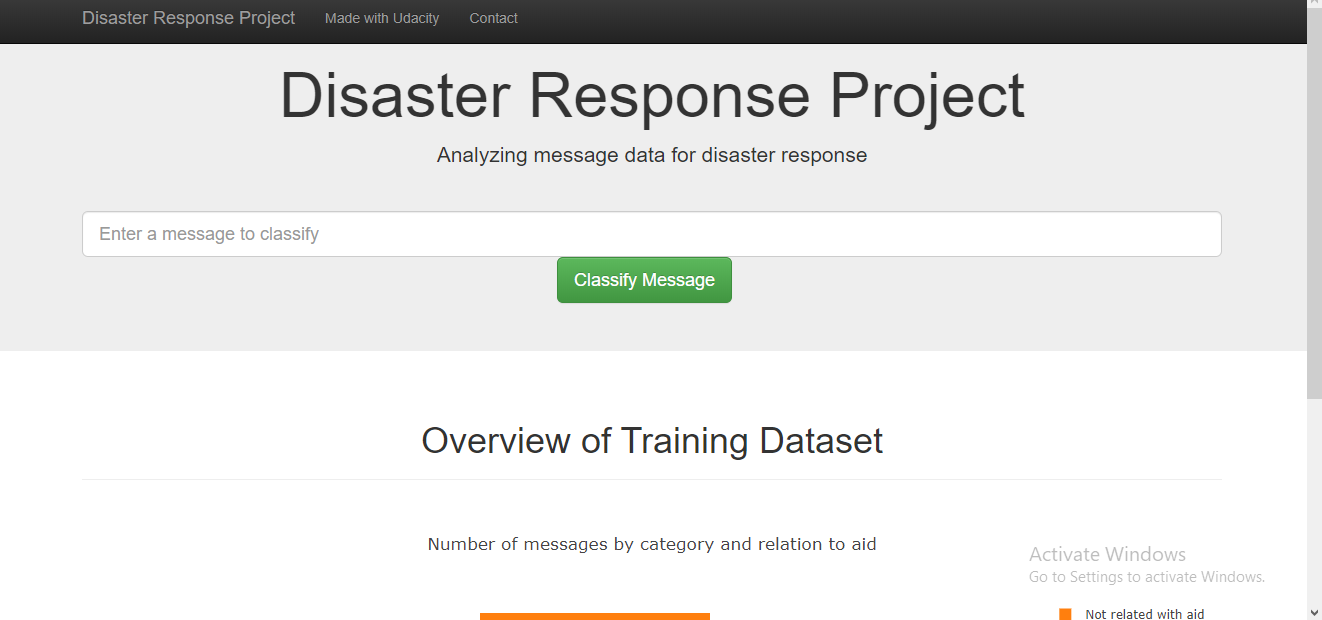 Disaster Response Project Made with Udacity Contact
Disaster Response Project
Analyzing message data for disaster response
Enter a message to classify
Classify Message
Overview of Training Dataset
Number of messages by category and relation to aid
Activate Windows
Go to Settings to activate Windows.
Not related with aid